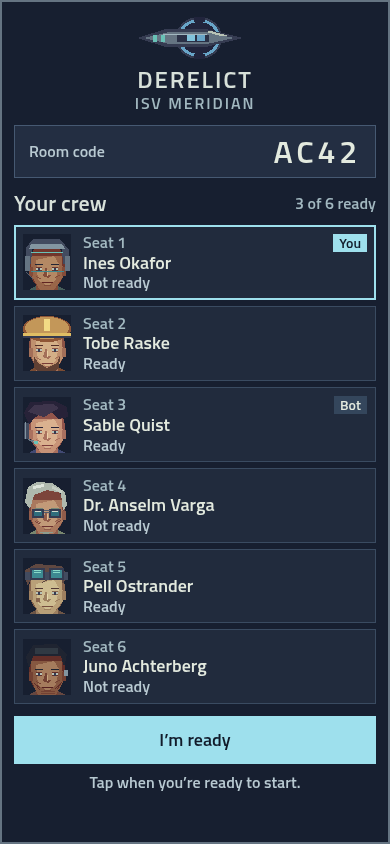 DERELICT
ISV MERIDIAN
Room code
AC42
Your crew
3 of 6 ready
Seat 1
You
Ines Okafor
Not ready
Seat 2
Tobe Raske
Ready
Seat 3
Bot
Sable Quist
Ready
Seat 4
Dr. Anselm Varga
Not ready
Seat 5
Pell Ostrander
Ready
Seat 6
Juno Achterberg
Not ready
I’m ready
Tap when you’re ready to start.